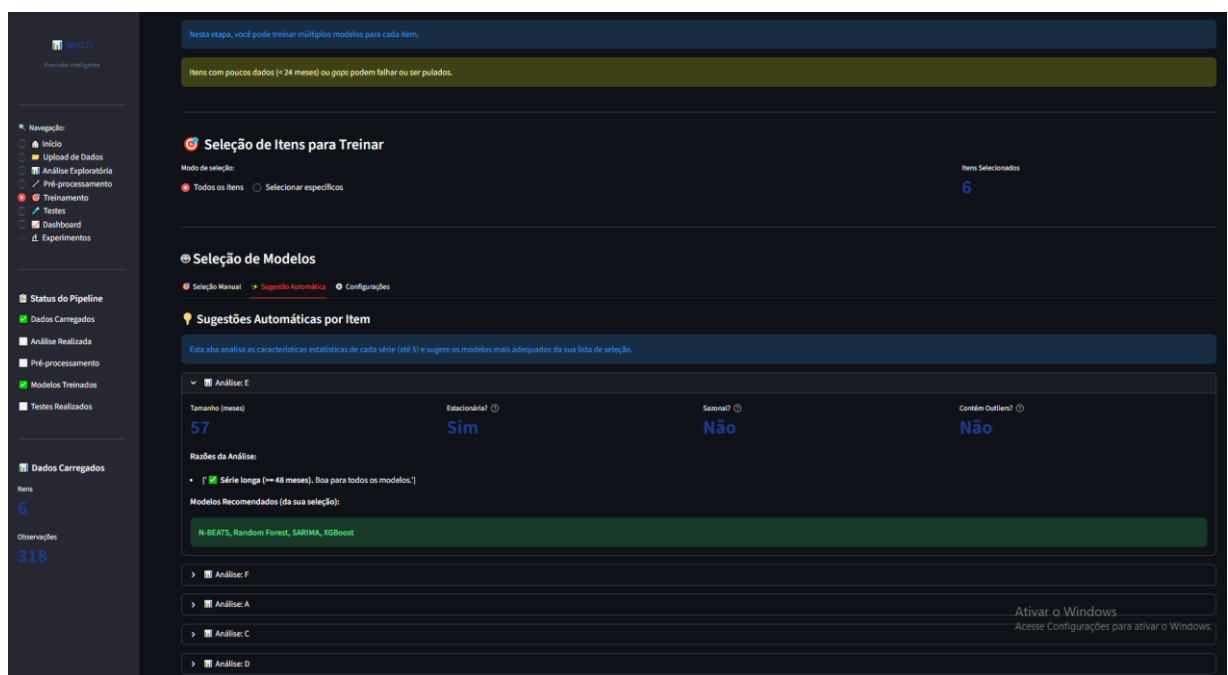 MULTI
Previsão Inteligente
Navegação:
Início
Upload de Dados
Análise Exploratória
Pré-processamento
Treinamento
Testes
Dashboard
Experimentos
Status do Pipeline
Dados Carregados
Análise Realizada
Pré-processamento
Modelos Treinados
Testes Realizados
Dados Carregados
Itens
6
Observações
318
Nesta etapa, você pode treinar múltiplos modelos para cada item.
Itens com poucos dados (< 24 meses) ou gaps podem falhar ou ser pulados.
Seleção de Itens para Treinar
Modo de seleção:
Todos os itens Selecionar específicos
Itens Selecionados
6
Seleção de Modelos
Seleção Manual Sugestão Automática Configurações
Sugestões Automáticas por Item
Esta aba analisa as características estatísticas de cada série (até 5) e sugere os modelos mais adequados da sua lista de seleção.
Análise: E
Tamanho (meses) Estacionária? Sazonal? Contém Outliers?
57 Sim Não Não
Razões da Análise:
• ['✅ Série longa (>= 48 meses). Boa para todos os modelos.']
Modelos Recomendados (da sua seleção):
N-BEATS, Random Forest, SARIMA, XGBoost
Análise: F
Análise: A
Análise: C
Análise: D
Ativar o Windows
Acesse Configurações para ativar o Windows.